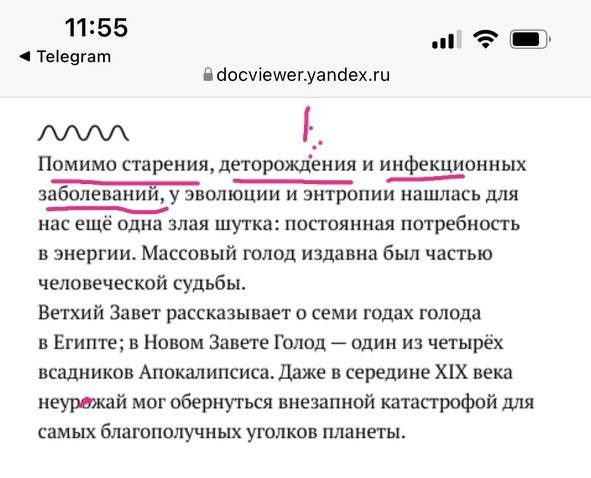 11:55
◀ Telegram
docviewer.yandex.ru
Помимо старения, деторождения и инфекционных
заболеваний, у эволюции и энтропии нашлась для
нас ещё одна злая шутка: постоянная потребность
в энергии. Массовый голод издавна был частью
человеческой судьбы.
Ветхий Завет рассказывает о семи годах голода
в Египте; в Новом Завете Голод — один из четырёх
всадников Апокалипсиса. Даже в середине XIX века
неурожай мог обернуться внезапной катастрофой для
самых благополучных уголков планеты.